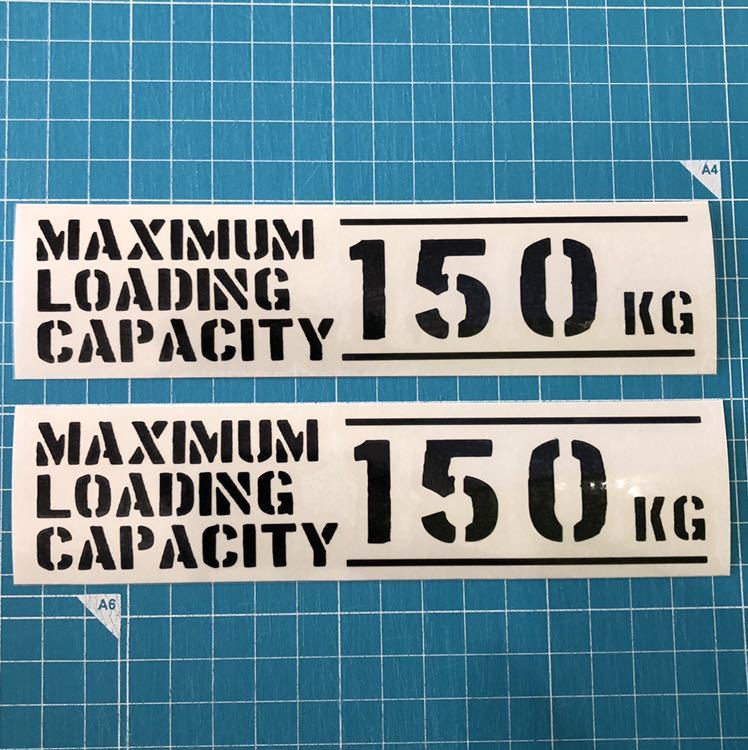 A4
MAXIMUM
LOADING
CAPACITY
150 KG
MAXIMUM
LOADING
CAPACITY
150 KG
A6